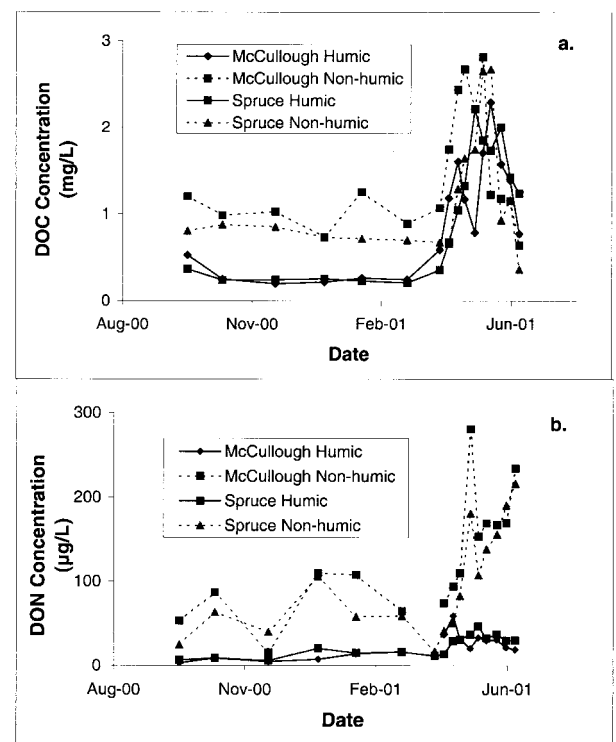 a.
3
2
1
0
DOC Concentration
(mg/L)
McCullough Humic
McCullough Non-humic
Spruce Humic
Spruce Non-humic
Aug-00
Nov-00
Feb-01
Jun-01
Date
b.
300
200
100
0
DON Concentration
(µg/L)
McCullough Humic
McCullough Non-humic
Spruce Humic
Spruce Non-humic
Aug-00
Nov-00
Feb-01
Jun-01
Date